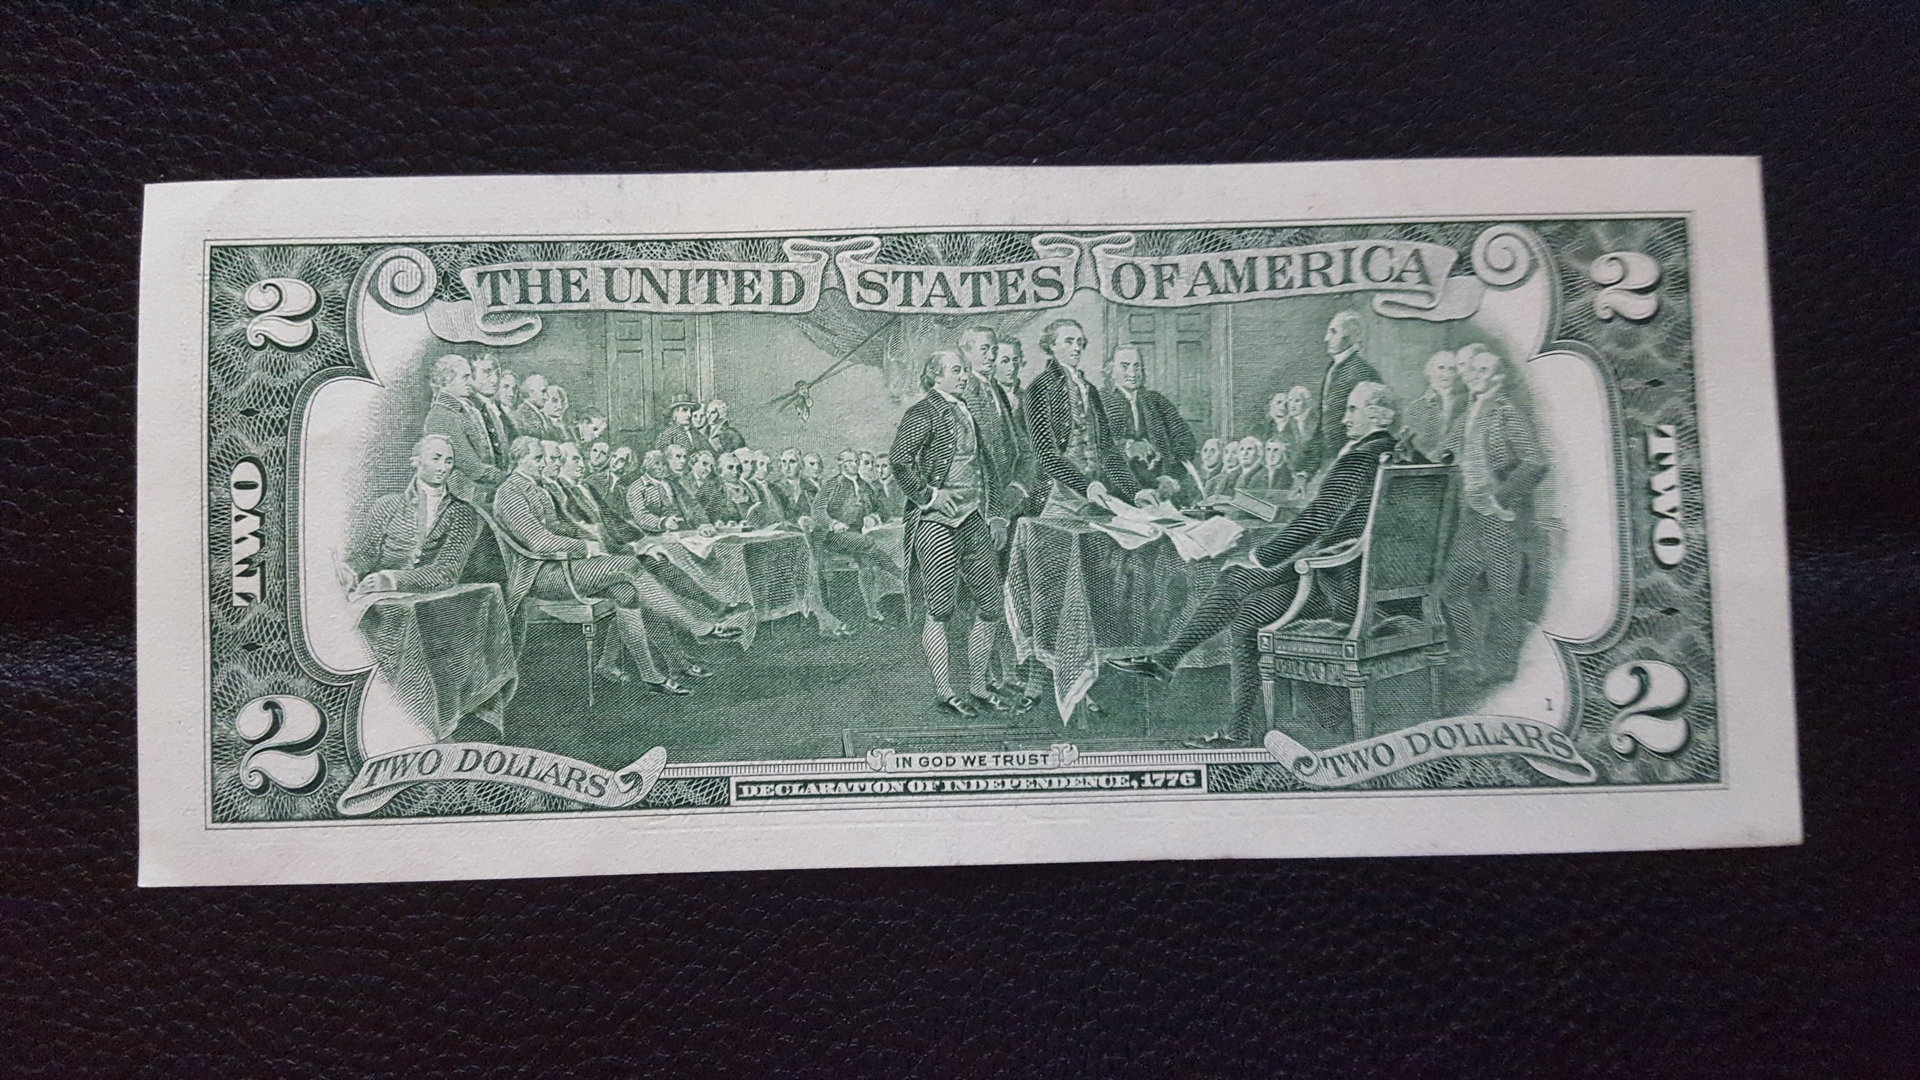 2 THE UNITED STATES OF AMERICA 2
TWO
TWO
2 TWO DOLLARS
IN GOD WE TRUST
TWO DOLLARS 2
DECLARATION OF INDEPENDENCE, 1776
1